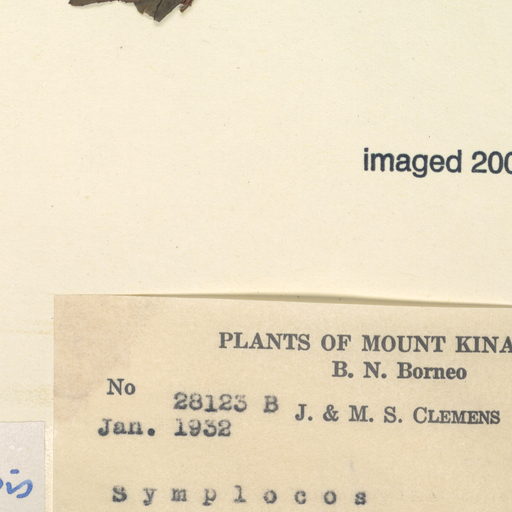 imaged 200
PLANTS OF MOUNT KINA
B. N. Borneo
No 28123 B J. & M. S. CLEMENS
Jan. 1932
Symplocos